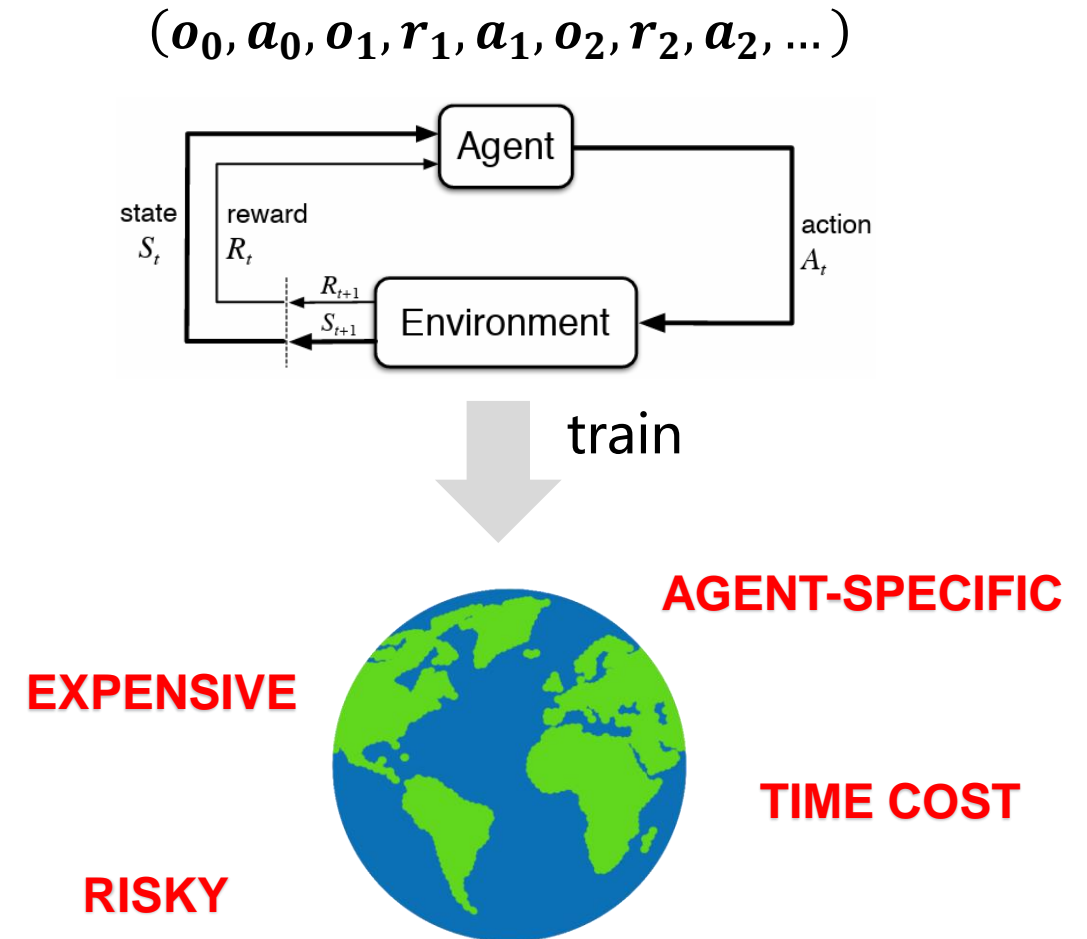 (o₀, a₀, o₁, r₁, a₁, o₂, r₂, a₂, ...)
Agent
state
Sₜ
reward
Rₜ
action
Aₜ
Rₜ₊₁
Sₜ₊₁
Environment
train
AGENT-SPECIFIC
EXPENSIVE
TIME COST
RISKY